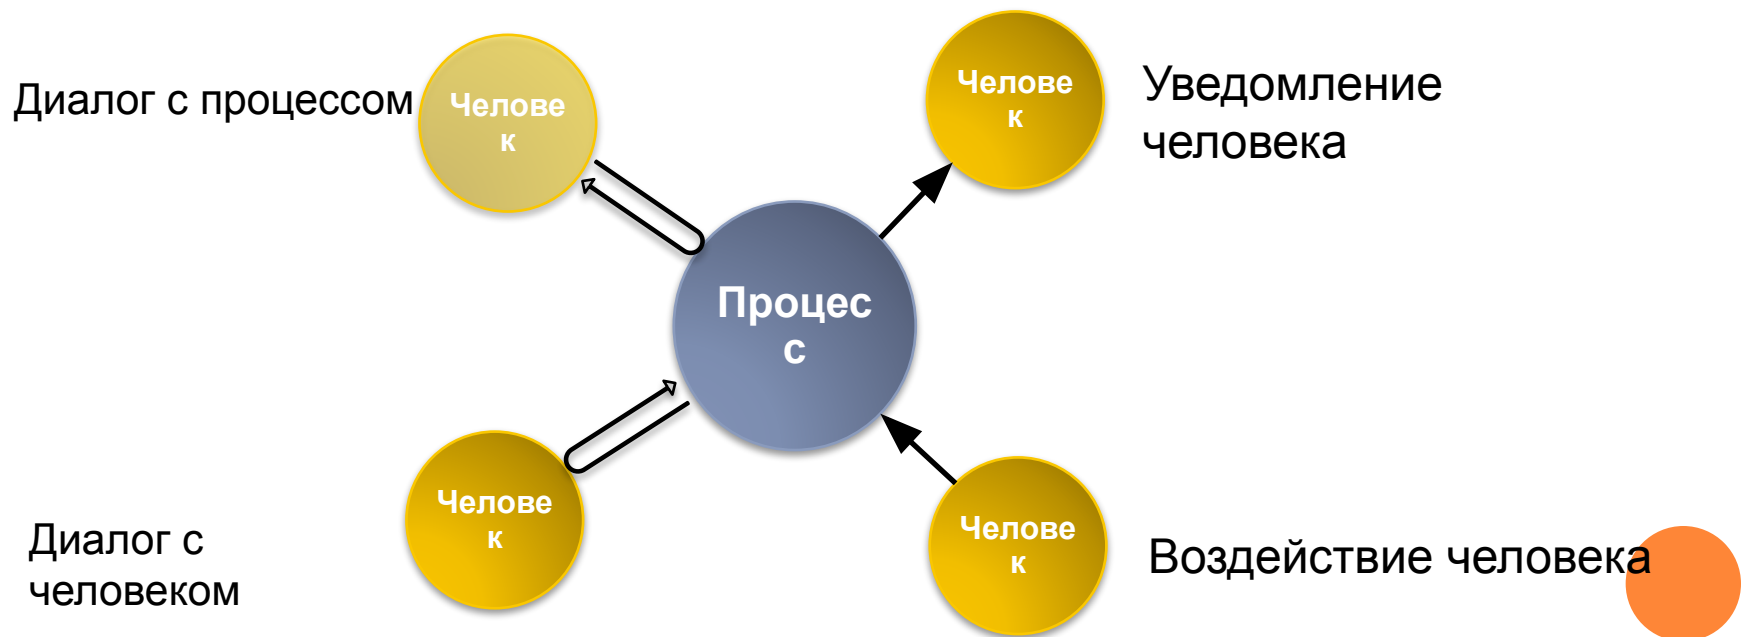 Диалог с процессом
Челове
к
Челове
к
Уведомление
человека
Процес
с
Диалог с
человеком
Челове
к
Челове
к
Воздействие человека